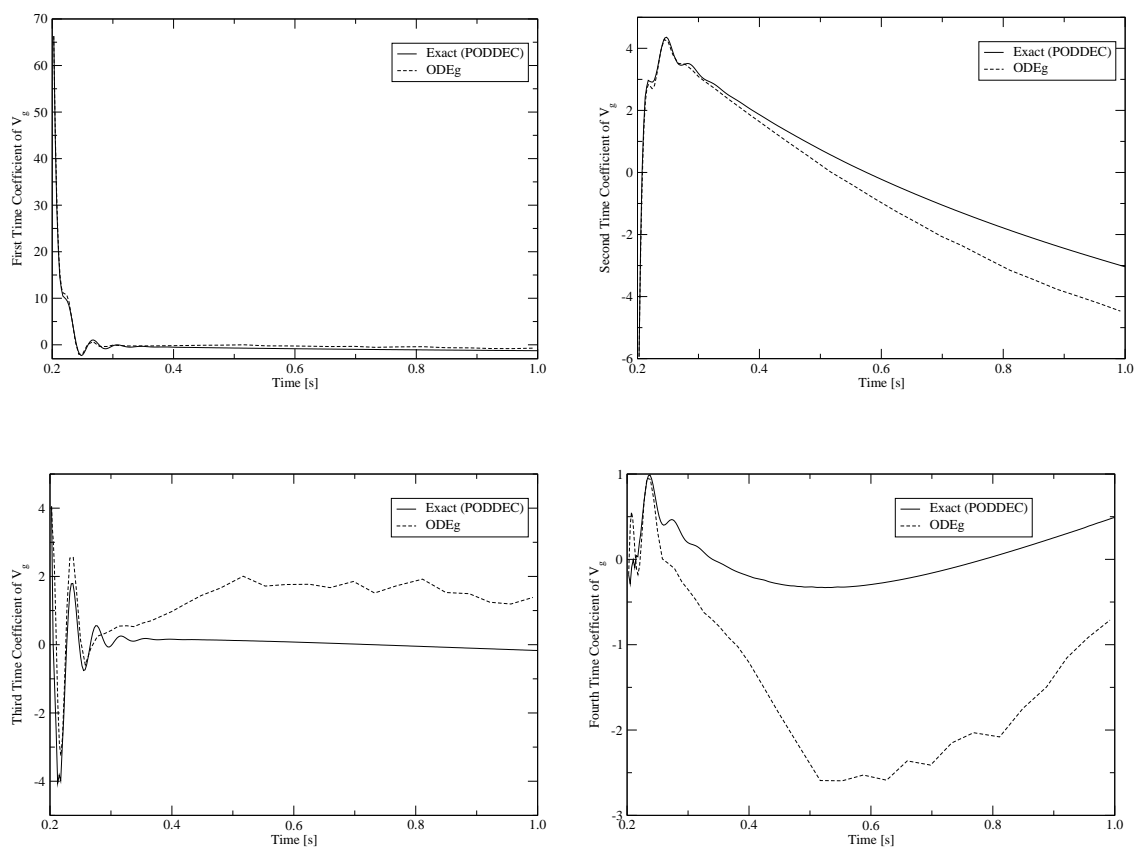 70
60
50
40
30
20
10
0
First Time Coefficient of V_g
Exact (PODDEC)
ODEg
0.2 0.4 0.6 0.8 1.0
Time [s]
4
2
0
-2
-4
-6
Second Time Coefficient of V_g
Exact (PODDEC)
ODEg
0.2 0.4 0.6 0.8 1.0
Time [s]
4
2
0
-2
-4
Third Time Coefficient of V_g
Exact (PODDEC)
ODEg
0.2 0.4 0.6 0.8 1.0
Time [s]
1
0
-1
-2
-3
Fourth Time Coefficient of V_g
Exact (PODDEC)
ODEg
0.2 0.4 0.6 0.8 1.0
Time [s]